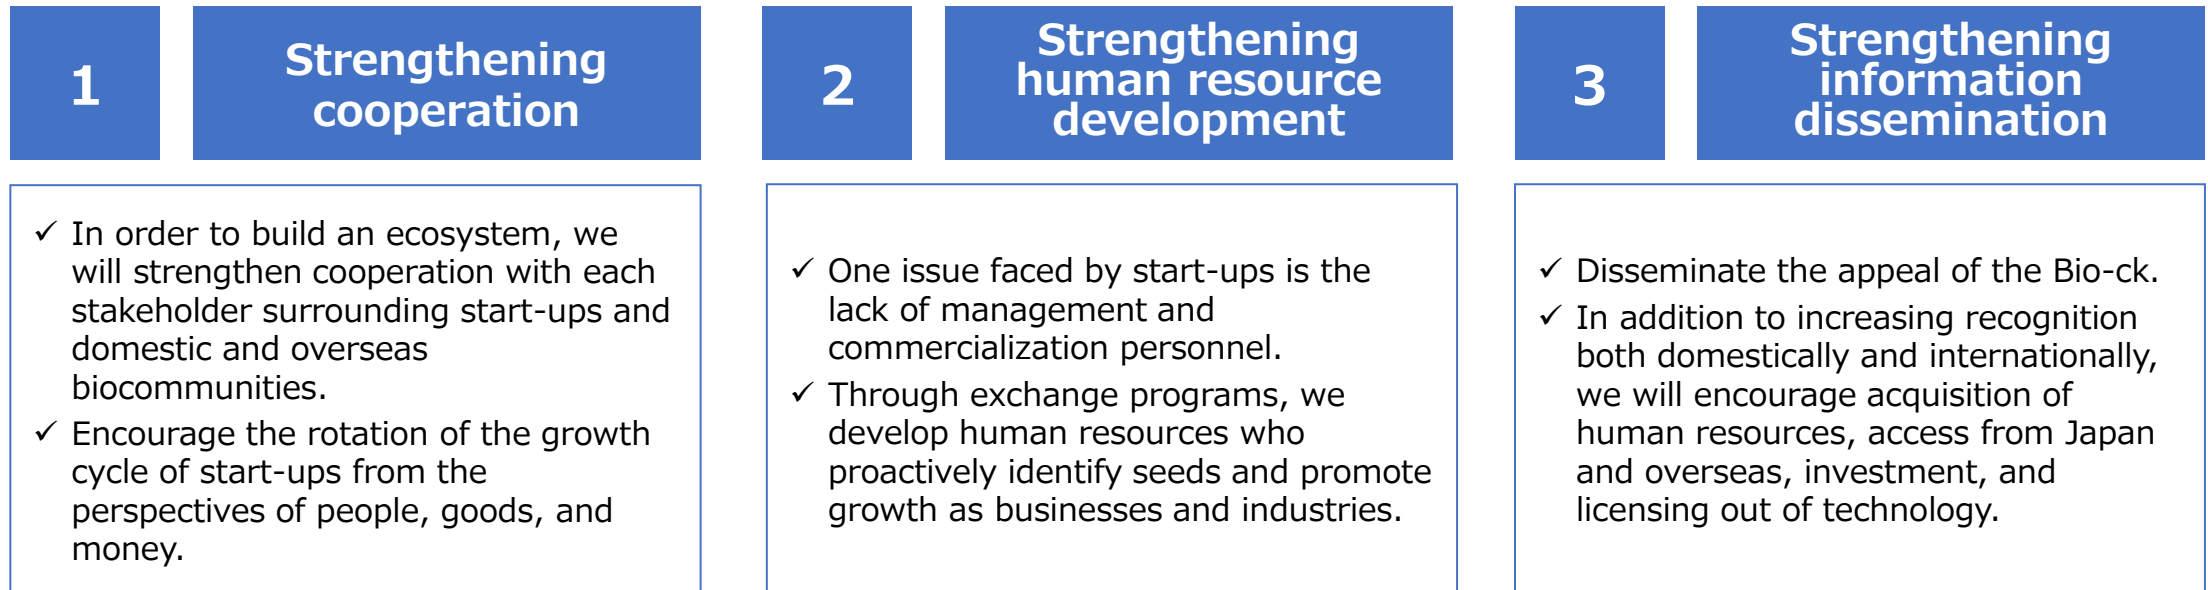 1
Strengthening
cooperation
✓ In order to build an ecosystem, we
will strengthen cooperation with each
stakeholder surrounding start-ups and
domestic and overseas
biocommunities.
✓ Encourage the rotation of the growth
cycle of start-ups from the
perspectives of people, goods, and
money.
2
Strengthening
human resource
development
✓ One issue faced by start-ups is the
lack of management and
commercialization personnel.
✓ Through exchange programs, we
develop human resources who
proactively identify seeds and promote
growth as businesses and industries.
3
Strengthening
information
dissemination
✓ Disseminate the appeal of the Bio-ck.
✓ In addition to increasing recognition
both domestically and internationally,
we will encourage acquisition of
human resources, access from Japan
and overseas, investment, and
licensing out of technology.